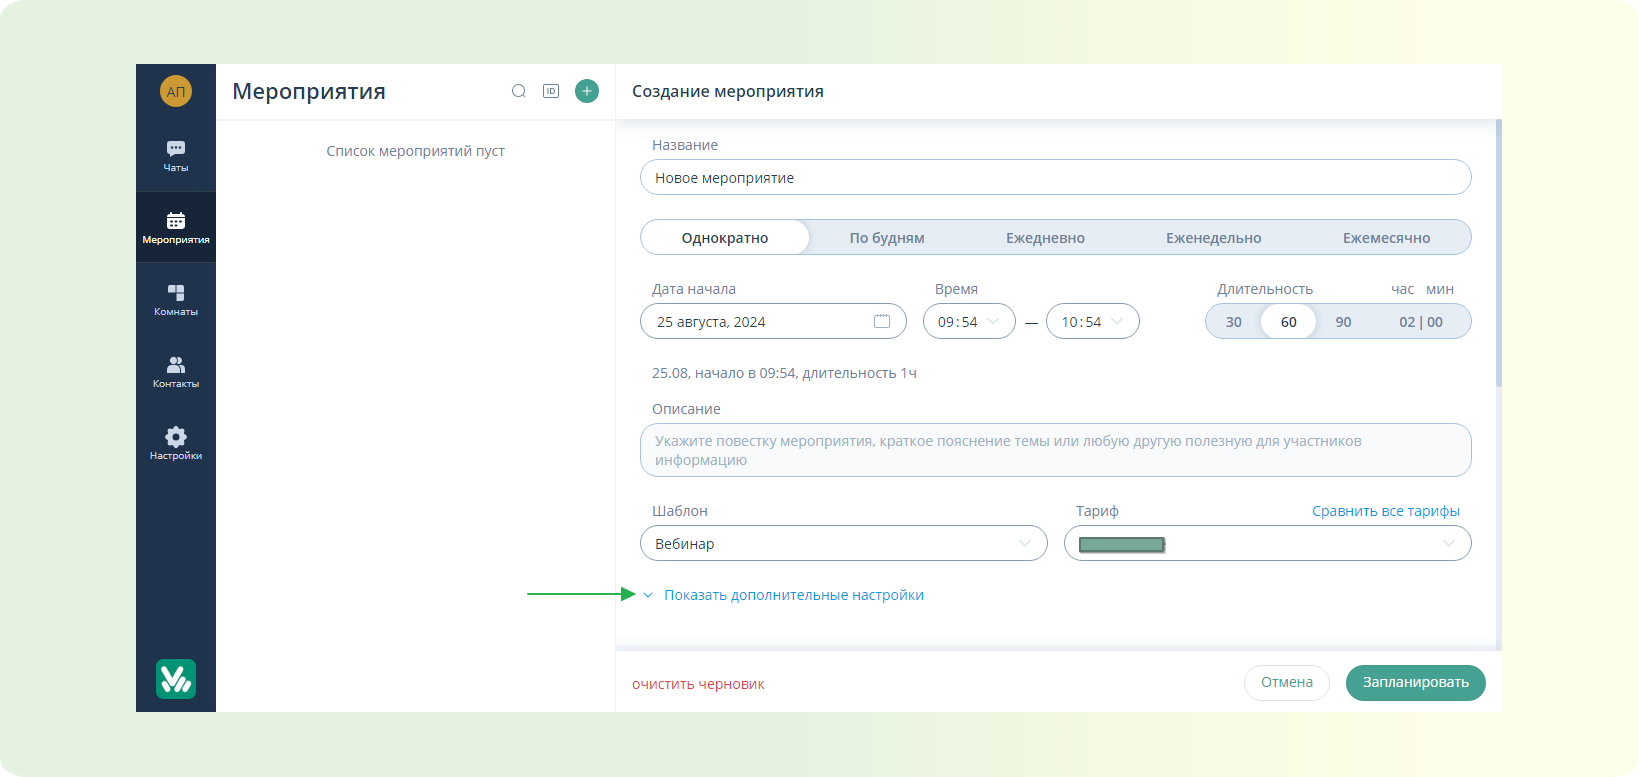 АП
Чаты
Мероприятия
Комнаты
Контакты
Настройки
Мероприятия
ID
Список мероприятий пуст
Создание мероприятия
Название
Новое мероприятие
Однократно По будням Ежедневно Еженедельно Ежемесячно
Дата начала Время Длительность час мин
25 августа, 2024 09:54 — 10:54 30 60 90 02 | 00
25.08, начало в 09:54, длительность 1ч
Описание
Укажите повестку мероприятия, краткое пояснение темы или любую другую полезную для участников
информацию
Шаблон Тариф Сравнить все тарифы
Вебинар
Показать дополнительные настройки
очистить черновик Отмена Запланировать